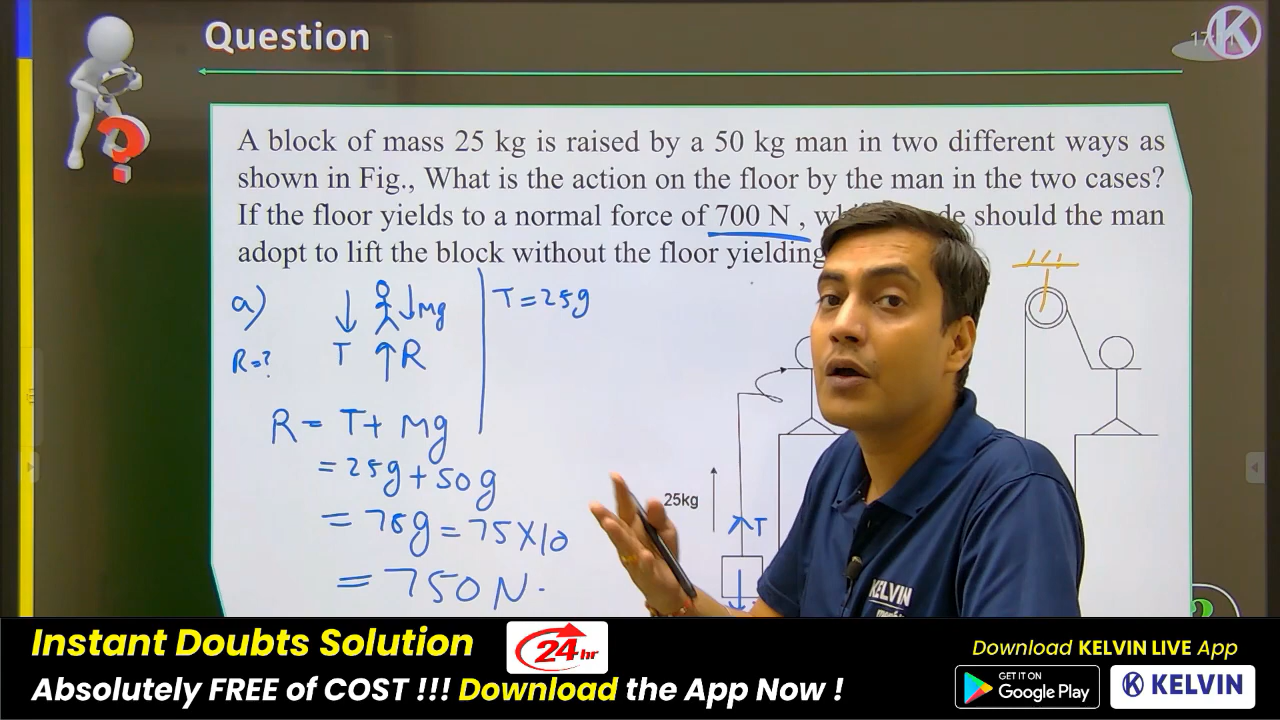 Question
17:11
A block of mass 25 kg is raised by a 50 kg man in two different ways as
shown in Fig., What is the action on the floor by the man in the two cases?
If the floor yields to a normal force of 700 N , should the man
adopt to lift the block without the floor yielding
a)
Mg
T = 25g
R=?
T
R
R = T + Mg
= 25g + 50g
= 75g = 75 X 10
= 750 N.
25kg
T
KELVIN
Instant Doubts Solution
24 hr
Absolutely FREE of COST !!! Download the App Now !
Download KELVIN LIVE App
GET IT ON
Google Play
KELVIN